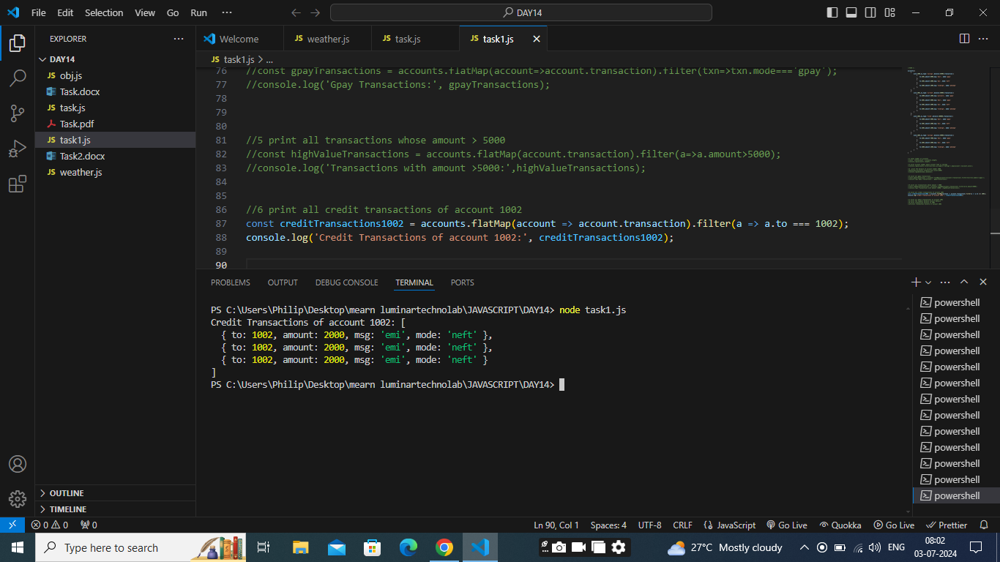 File Edit Selection View Go Run ··· DAY14
EXPLORER ···
DAY14
JS obj.js
Task.docx
JS task.js
Task.pdf
JS task1.js
Task2.docx
JS weather.js
OUTLINE
TIMELINE
Welcome JS weather.js JS task.js JS task1.js
JS task1.js > ...
76 //const gpayTransactions = accounts.flatMap(account=>account.transaction).filter(txn=>txn.mode==='gpay');
77 //console.log('Gpay Transactions:', gpayTransactions);
78
79
80
81 //5 print all transactions whose amount > 5000
82 //const highValueTransactions = accounts.flatMap(account.transaction).filter(a=>a.amount>5000);
83 //console.log('Transactions with amount >5000:',highValueTransactions);
84
85
86 //6 print all credit transactions of account 1002
87 const creditTransactions1002 = accounts.flatMap(account => account.transaction).filter(a => a.to === 1002);
88 console.log('Credit Transactions of account 1002:', creditTransactions1002);
89
90
PROBLEMS OUTPUT DEBUG CONSOLE TERMINAL PORTS
PS C:\Users\Philip\Desktop\mearn luminartechnolab\JAVASCRIPT\DAY14> node task1.js
Credit Transactions of account 1002: [
{ to: 1002, amount: 2000, msg: 'emi', mode: 'neft' },
{ to: 1002, amount: 2000, msg: 'emi', mode: 'neft' },
{ to: 1002, amount: 2000, msg: 'emi', mode: 'neft' }
]
PS C:\Users\Philip\Desktop\mearn luminartechnolab\JAVASCRIPT\DAY14>
powershell
powershell
powershell
powershell
powershell
powershell
powershell
powershell
powershell
powershell
powershell
powershell
powershell
0 0 0 Ln 90, Col 1 Spaces: 4 UTF-8 CRLF JavaScript Go Live Quokka Go Live Prettier
Type here to search 27°C Mostly cloudy ENG 08:02
03-07-2024